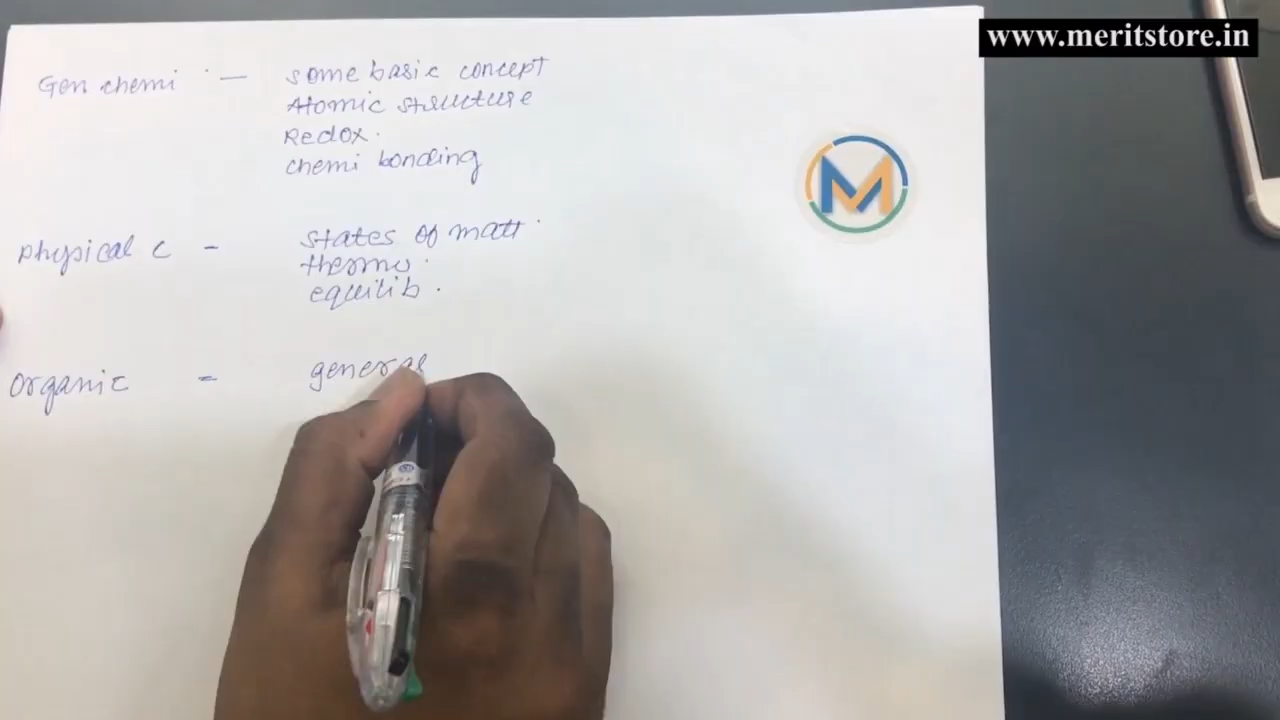 www.meritstore.in
Gen chemi - some basic concept
Atomic structure
Redox.
chemi bonding
M
physical c - states of matt.
thermo.
equilib.
organic - general